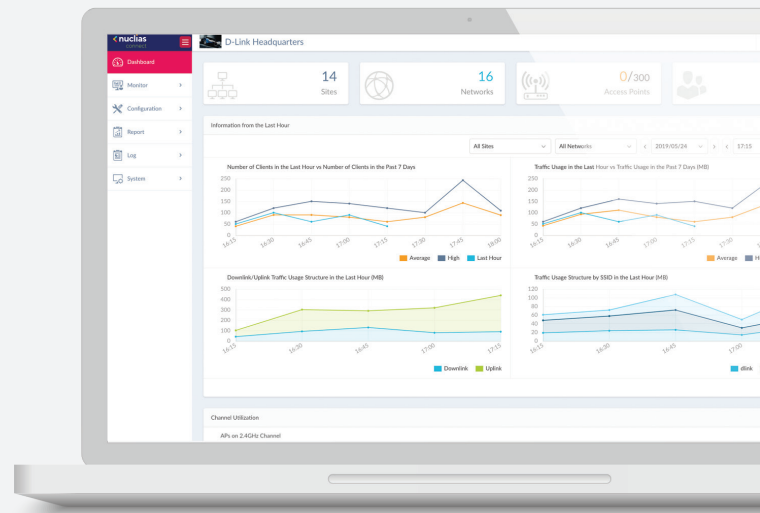 nuclias
connect
D-Link Headquarters
Dashboard
Monitor
Configuration
Report
Log
System
14
Sites
16
Networks
0/300
Access Points
Information from the Last Hour
All Sites
All Networks
2019/05/24
17:15
Number of Clients in the Last Hour vs Number of Clients in the Past 7 Days
250
200
150
100
50
0
16:15 16:30 16:45 17:00 17:15 17:30 17:45 18:00
Average High Last Hour
Traffic Usage in the Last Hour vs Traffic Usage in the Past 7 Days (MB)
250
200
150
100
50
0
16:15 16:30 16:45 17:00 17:15 17:30
Average
Downlink/Uplink Traffic Usage Structure in the Last Hour (MB)
500
400
300
200
100
0
16:15 16:30 16:45 17:00 17:15
Downlink Uplink
Traffic Usage Structure by SSID in the Last Hour (MB)
120
100
80
60
40
20
0
16:15 16:30 16:45 17:00
dlink
Channel Utilization
APs on 2.4GHz Channel